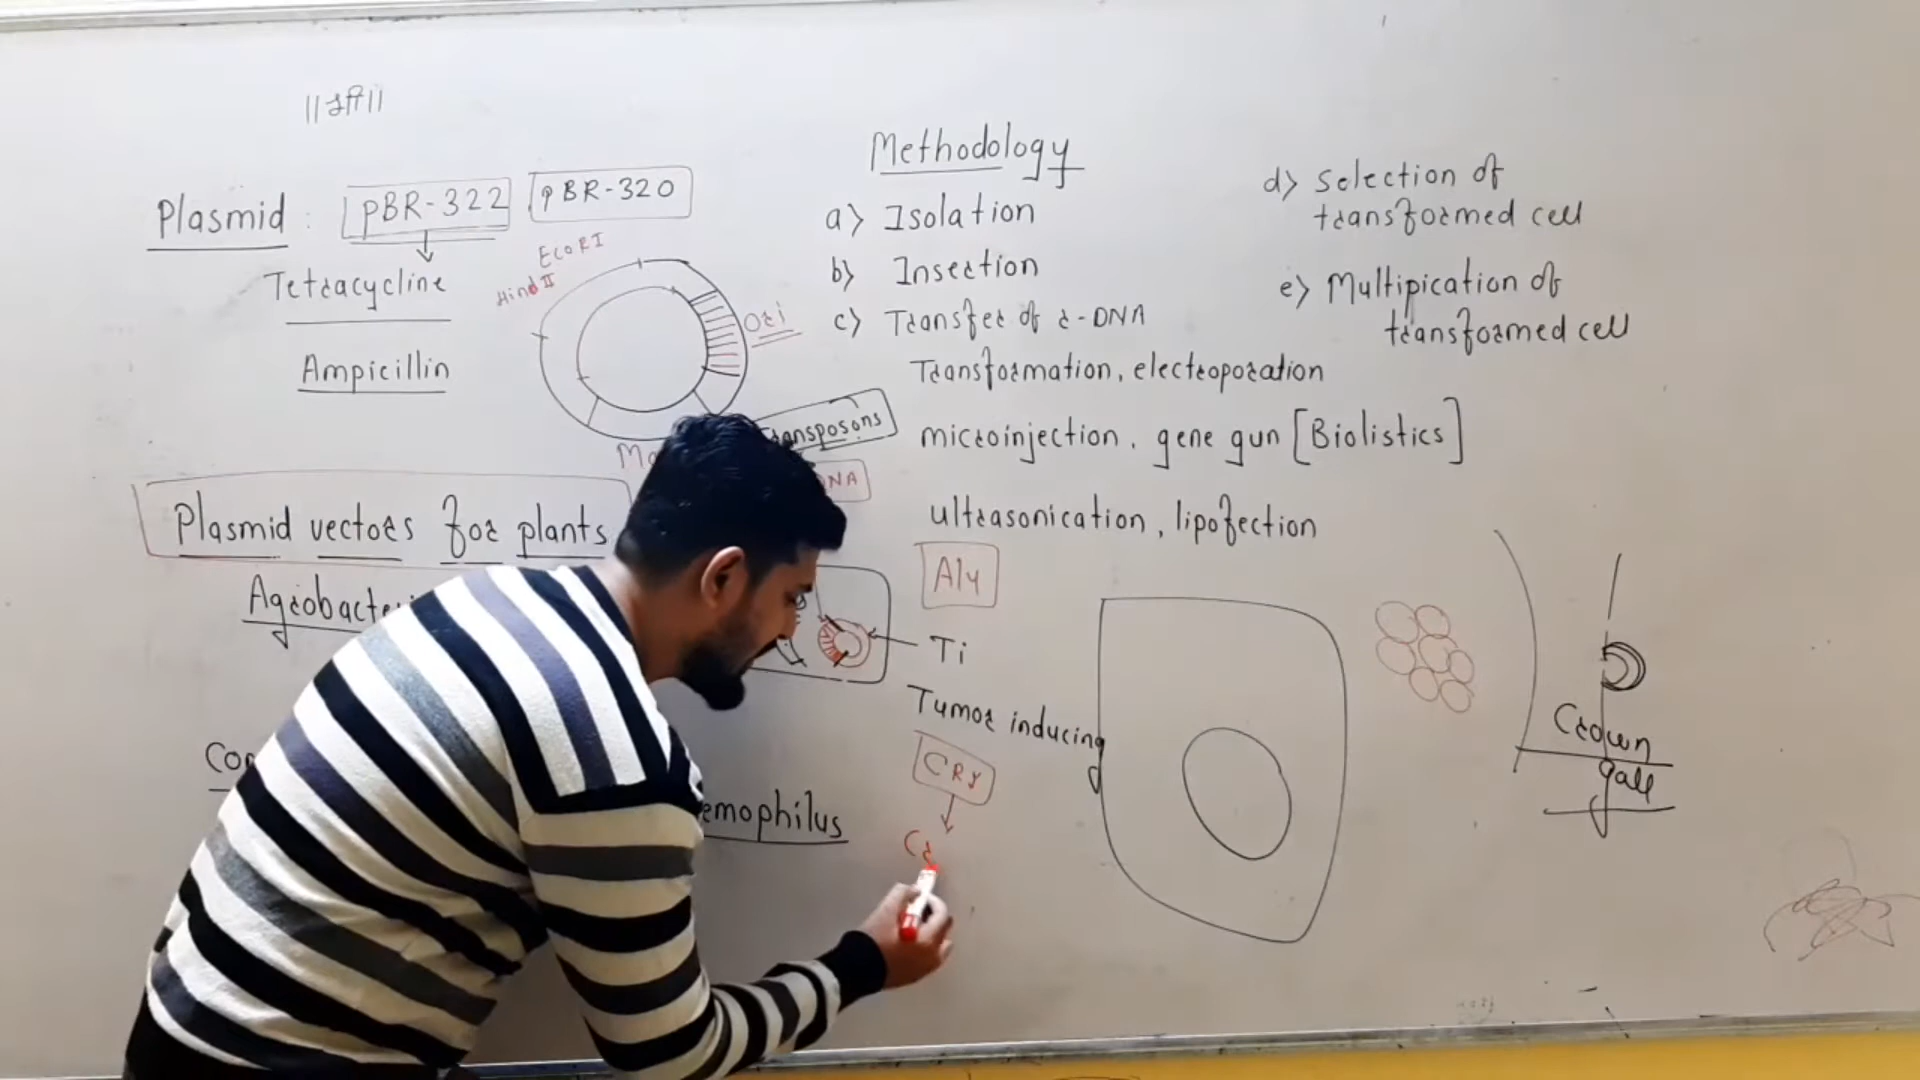 ||श्री||
Plasmid : pBR-322 pBR-320
Tetracycline
Ampicillin
EcoRI
Hind II
Ori
Transposons
Plasmid vectors for plants
Ti
Tumor inducing
CRY
Cr
Methodology
a) Isolation
b) Insertion
c) Transfer of r-DNA
Transformation, electroporation
microinjection, gene gun [Biolistics]
ultrasonication, lipofection
d) Selection of
transformed cell
e) Multipication of
transformed cell
Crown
gall